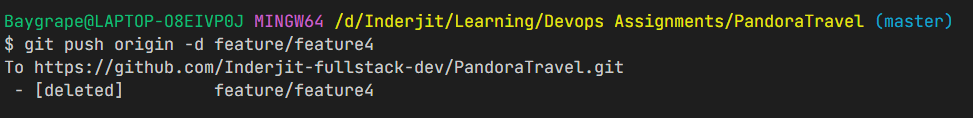 Baygrape@LAPTOP-O8EIVP0J MINGW64 /d/Inderjit/Learning/Devops Assignments/PandoraTravel (master)
$ git push origin -d feature/feature4
To https://github.com/Inderjit-fullstack-dev/PandoraTravel.git
 - [deleted]         feature/feature4